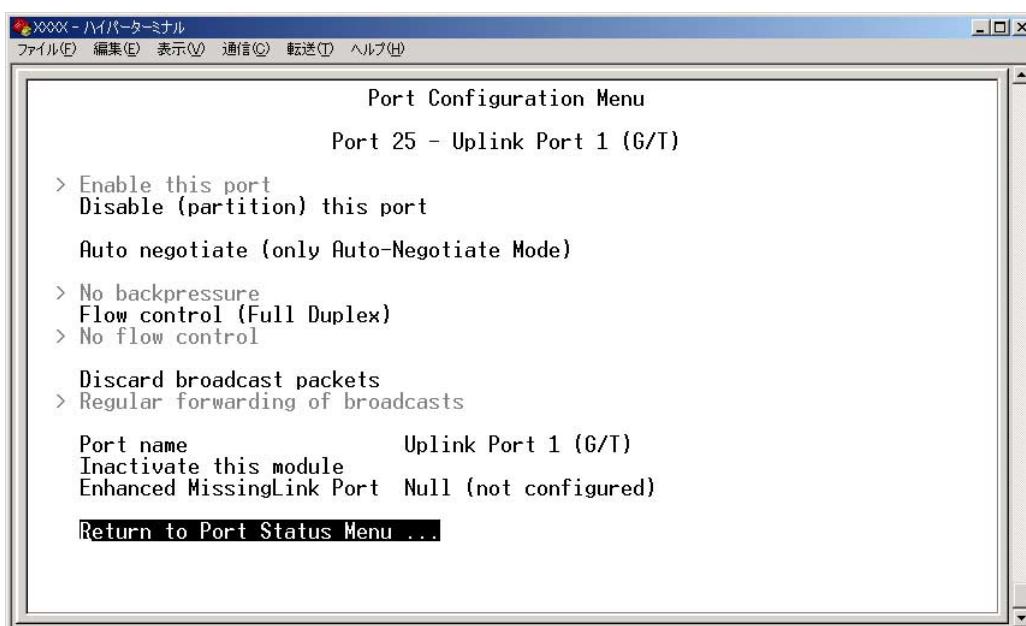 XXXX - ハイパーターミナル
ファイル(F) 編集(E) 表示(V) 通信(C) 転送(T) ヘルプ(H)
Port Configuration Menu
Port 25 - Uplink Port 1 (G/T)
> Enable this port
Disable (partition) this port
Auto negotiate (only Auto-Negotiate Mode)
> No backpressure
Flow control (Full Duplex)
> No flow control
Discard broadcast packets
> Regular forwarding of broadcasts
Port name Uplink Port 1 (G/T)
Inactivate this module
Enhanced MissingLink Port Null (not configured)
Return to Port Status Menu ...